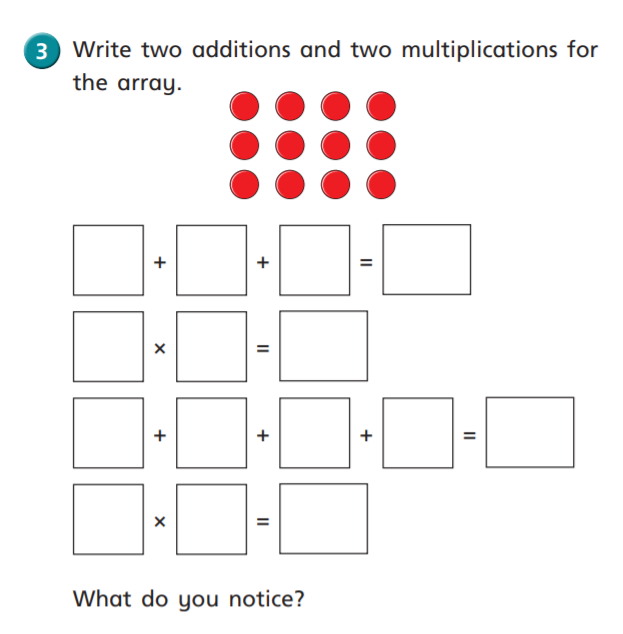 3 Write two additions and two multiplications for
the array.
+ + =
× =
+ + + =
× =
What do you notice?